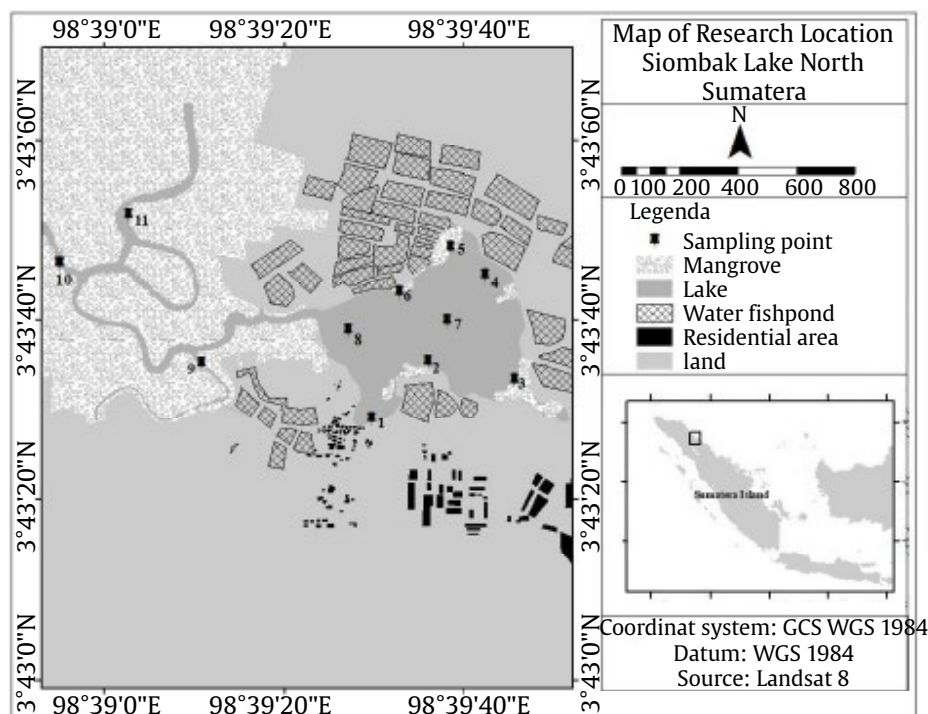 98°39'0"E 98°39'20"E 98°39'40"E
3°43'60"N
3°43'40"N
3°43'20"N
3°43'0"N
11
10
5
4
6
7
8
2
9
3
1
98°39'0"E 98°39'20"E 98°39'40"E
3°43'60"N
3°43'40"N
3°43'20"N
3°43'0"N
Map of Research Location
Siombak Lake North
Sumatera
N
0 100 200 400 600 800
Legenda
Sampling point
Mangrove
Lake
Water fishpond
Residential area
land
Sumatera Island
Coordinat system: GCS WGS 1984
Datum: WGS 1984
Source: Landsat 8